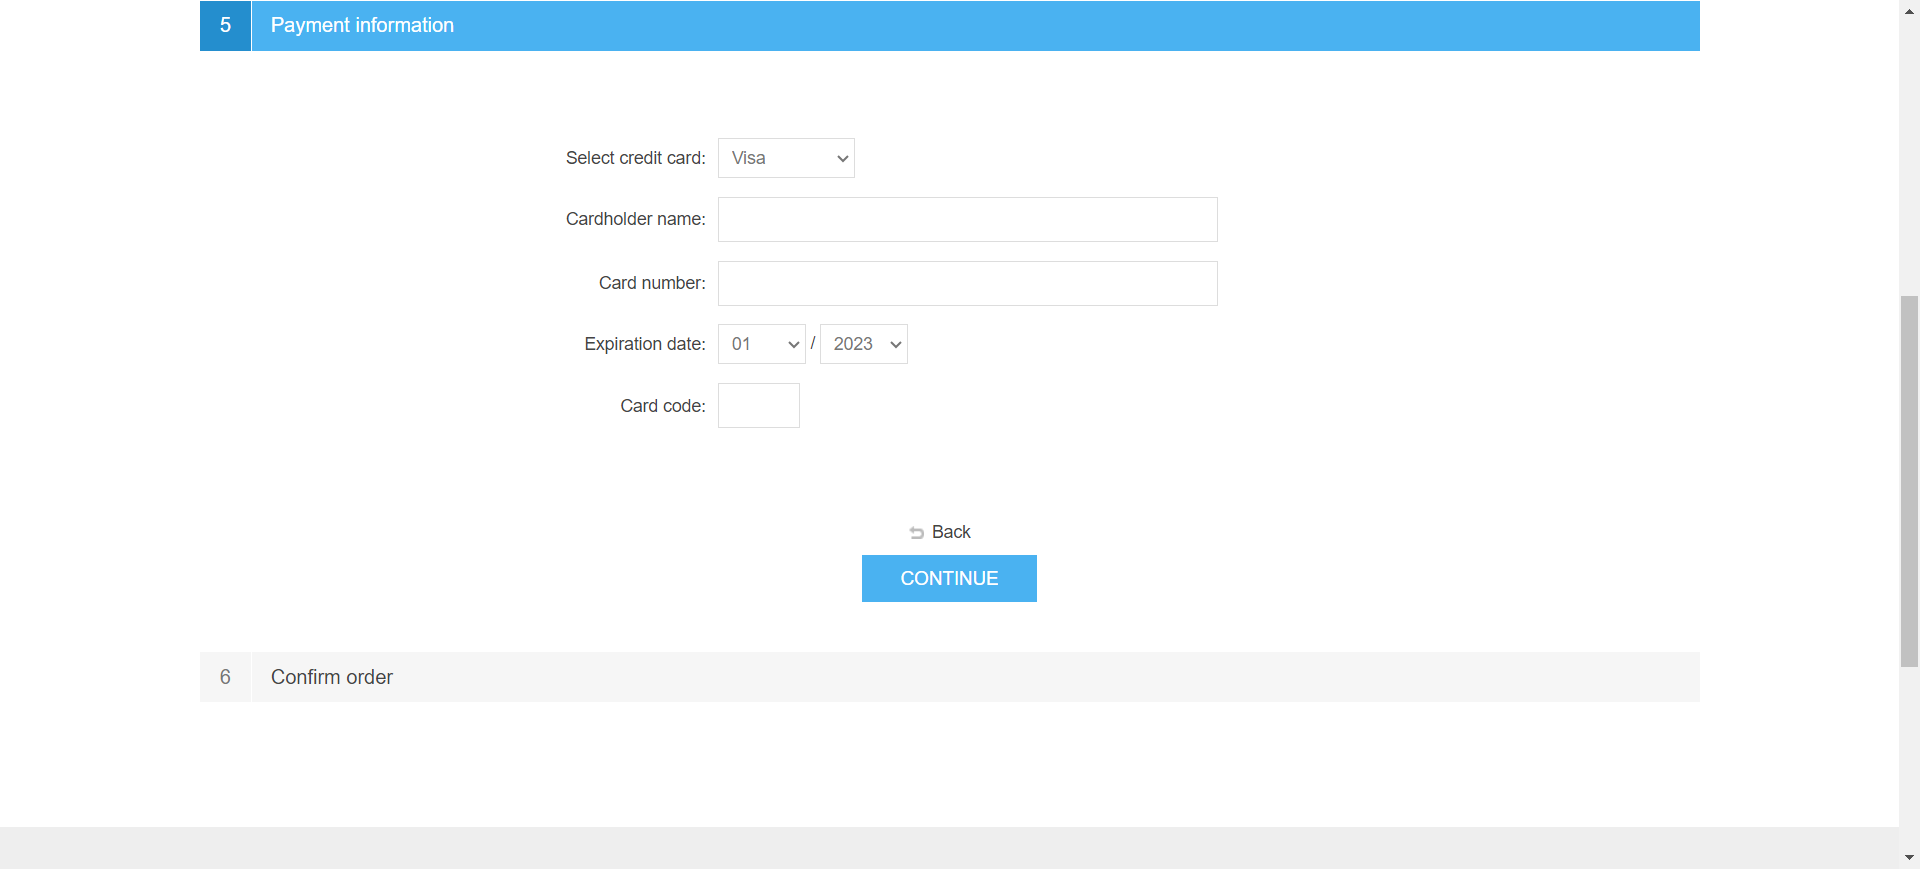 5 Payment information
Select credit card: Visa
Cardholder name:
Card number:
Expiration date: 01 / 2023
Card code:
Back
CONTINUE
6 Confirm order